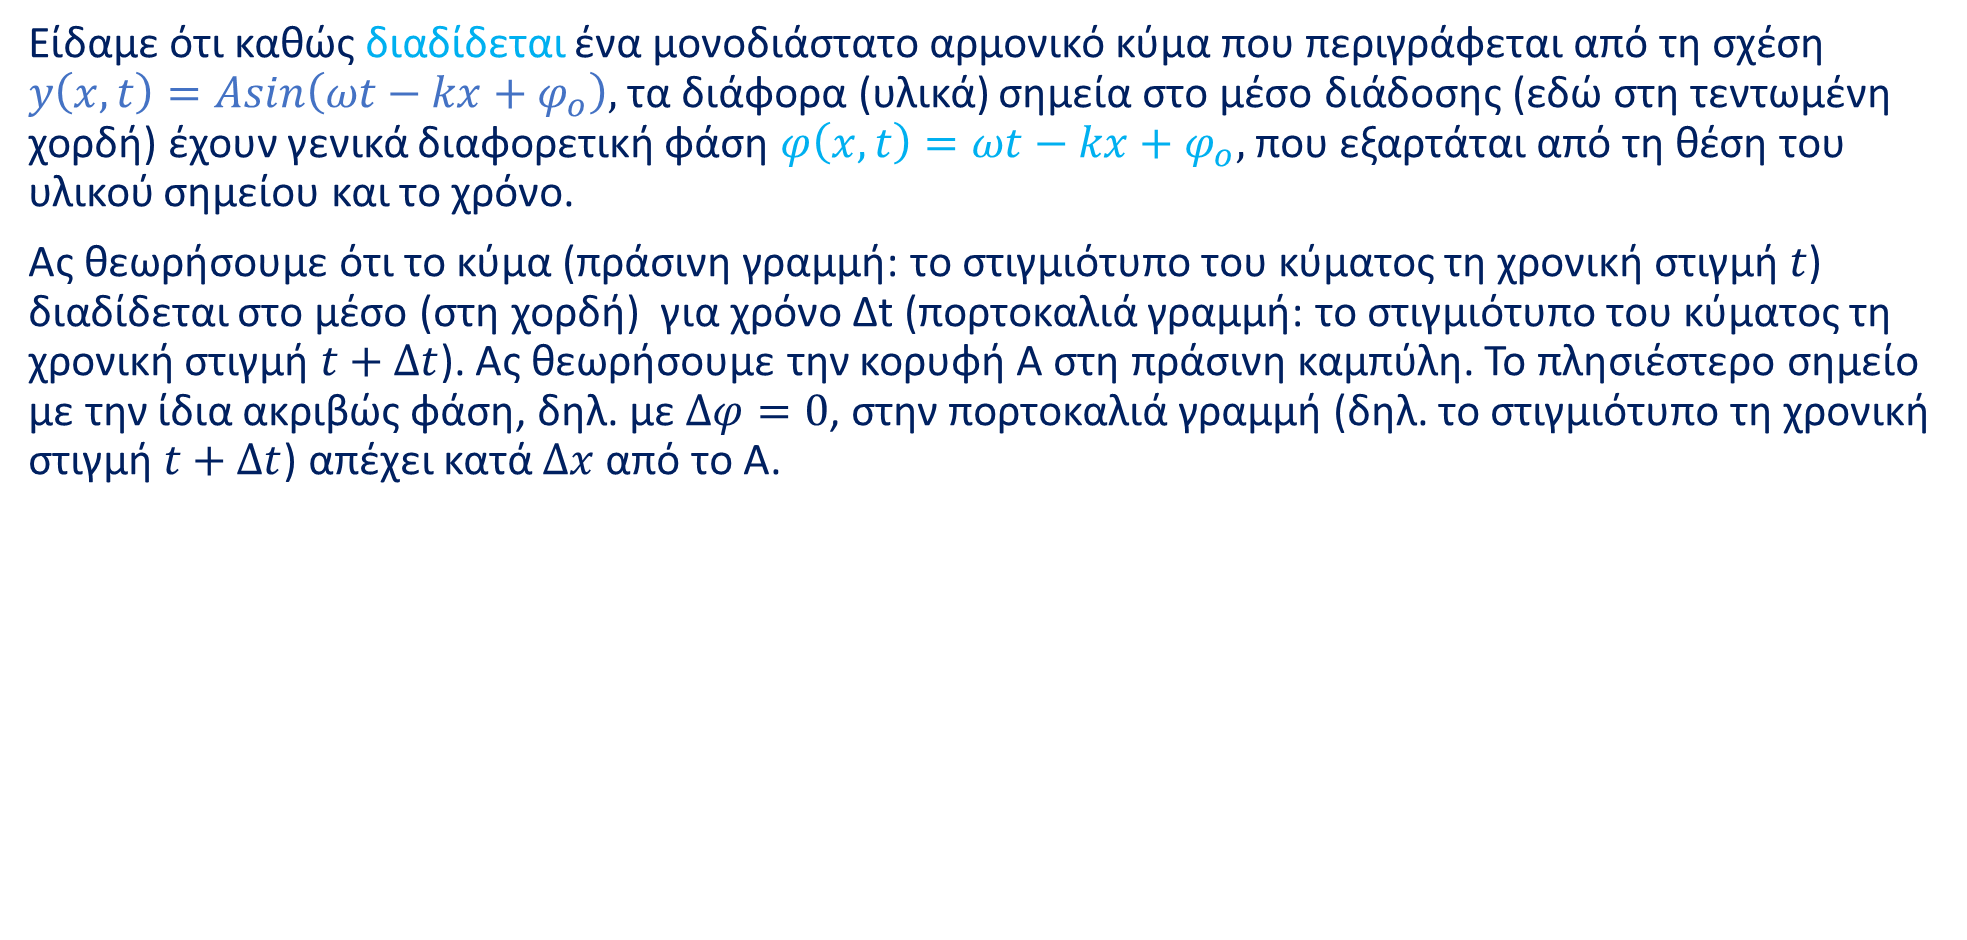 Είδαμε ότι καθώς διαδίδεται ένα μονοδιάστατο αρμονικό κύμα που περιγράφεται από τη σχέση
y(x, t) = Asin(ωt − kx + φₒ), τα διάφορα (υλικά) σημεία στο μέσο διάδοσης (εδώ στη τεντωμένη
χορδή) έχουν γενικά διαφορετική φάση φ(x, t) = ωt − kx + φₒ, που εξαρτάται από τη θέση του
υλικού σημείου και το χρόνο.
Ας θεωρήσουμε ότι το κύμα (πράσινη γραμμή: το στιγμιότυπο του κύματος τη χρονική στιγμή t)
διαδίδεται στο μέσο (στη χορδή) για χρόνο Δt (πορτοκαλιά γραμμή: το στιγμιότυπο του κύματος τη
χρονική στιγμή t + Δt). Ας θεωρήσουμε την κορυφή Α στη πράσινη καμπύλη. Το πλησιέστερο σημείο
με την ίδια ακριβώς φάση, δηλ. με Δφ = 0, στην πορτοκαλιά γραμμή (δηλ. το στιγμιότυπο τη χρονική
στιγμή t + Δt) απέχει κατά Δx από το Α.